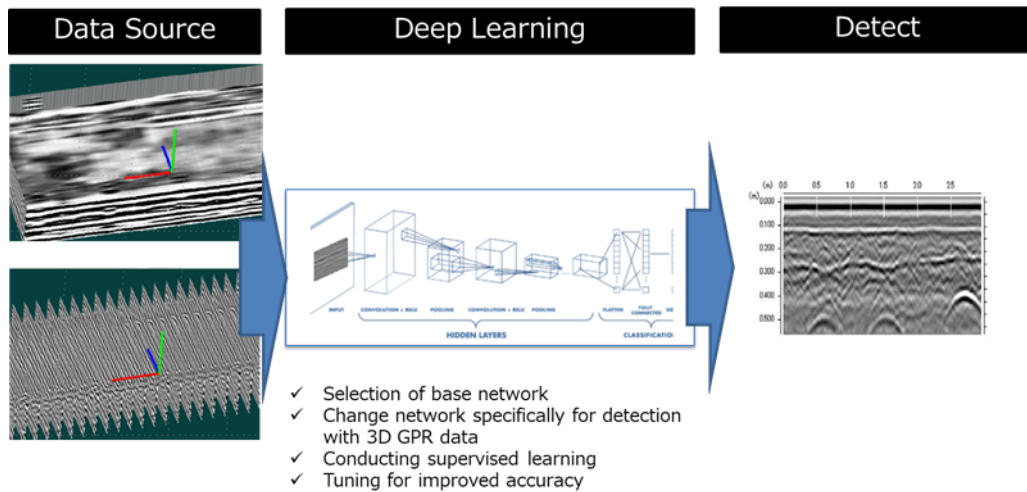 Data Source
Deep Learning
Detect
INPUT
CONVOLUTION + RELU
POOLING
CONVOLUTION + RELU
POOLING
FLATTEN
FULLY
CONNECTED
SO
HIDDEN LAYERS
CLASSIFICATION
✓ Selection of base network
✓ Change network specifically for detection
with 3D GPR data
✓ Conducting supervised learning
✓ Tuning for improved accuracy
(m) 0.0 0.5 1.0 1.5 2.5
(m)
0.000
0.100
0.200
0.300
0.400
0.500